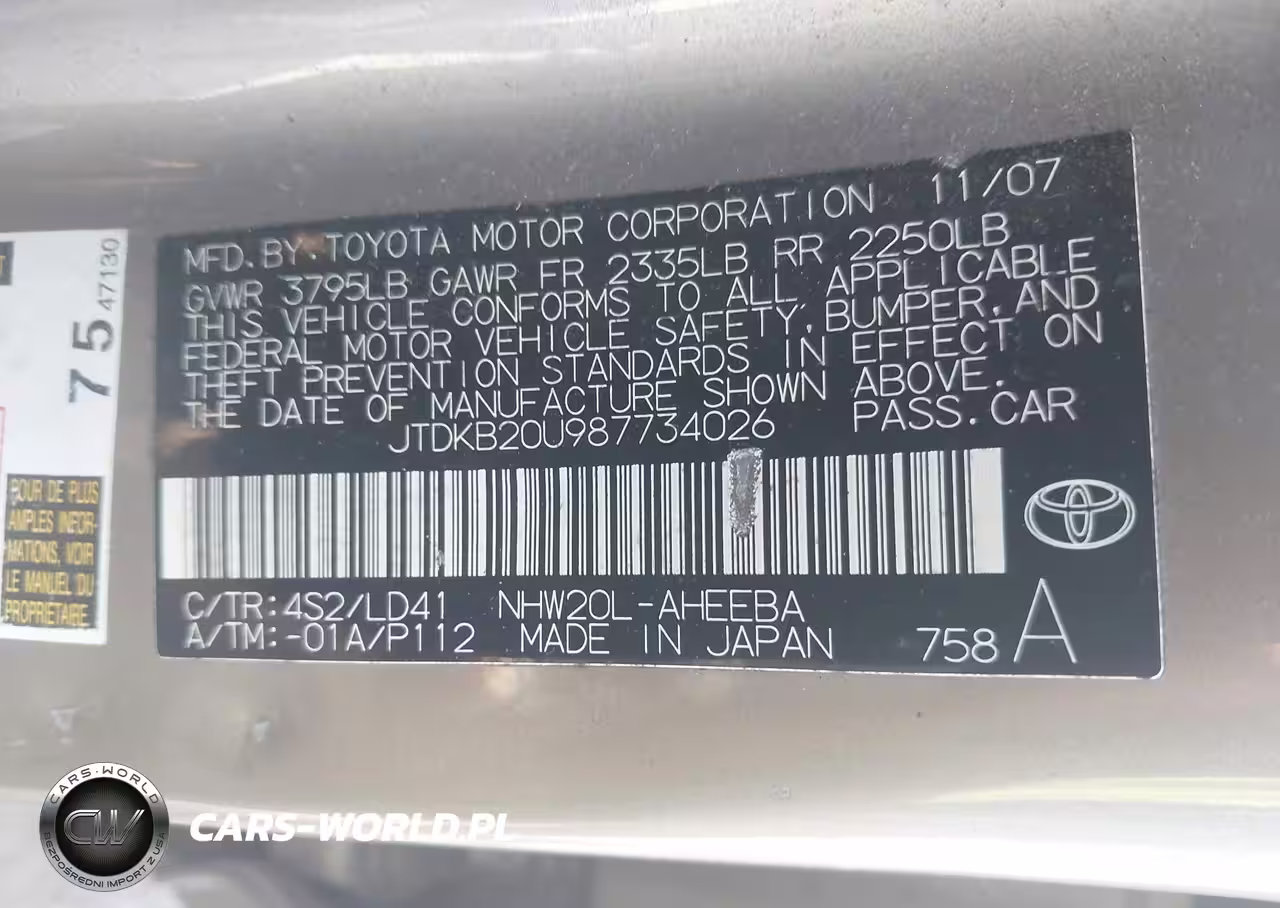 MFD. BY. TOYOTA MOTOR CORPORATION 11/07
GVWR 3795LB GAWR FR 2335LB RR 2250LB
THIS VEHICLE CONFORMS TO ALL APPLICABLE
FEDERAL MOTOR VEHICLE SAFETY, BUMPER, AND
THEFT PREVENTION STANDARDS IN EFFECT ON
THE DATE OF MANUFACTURE SHOWN ABOVE.
JTDKB20U987734026 PASS. CAR
C/TR: 4S2/LD41 NHW20L-AHEEBA
A/TM: -01A/P112 MADE IN JAPAN 758 A
75 47130
POUR DE PLUS
AMPLES INFOR-
MATIONS, VOIR
LE MANUEL DU
PROPRIETAIRE.
CARS-WORLD
CW
BEZPOŚREDNI IMPORT Z USA
CARS-WORLD.PL